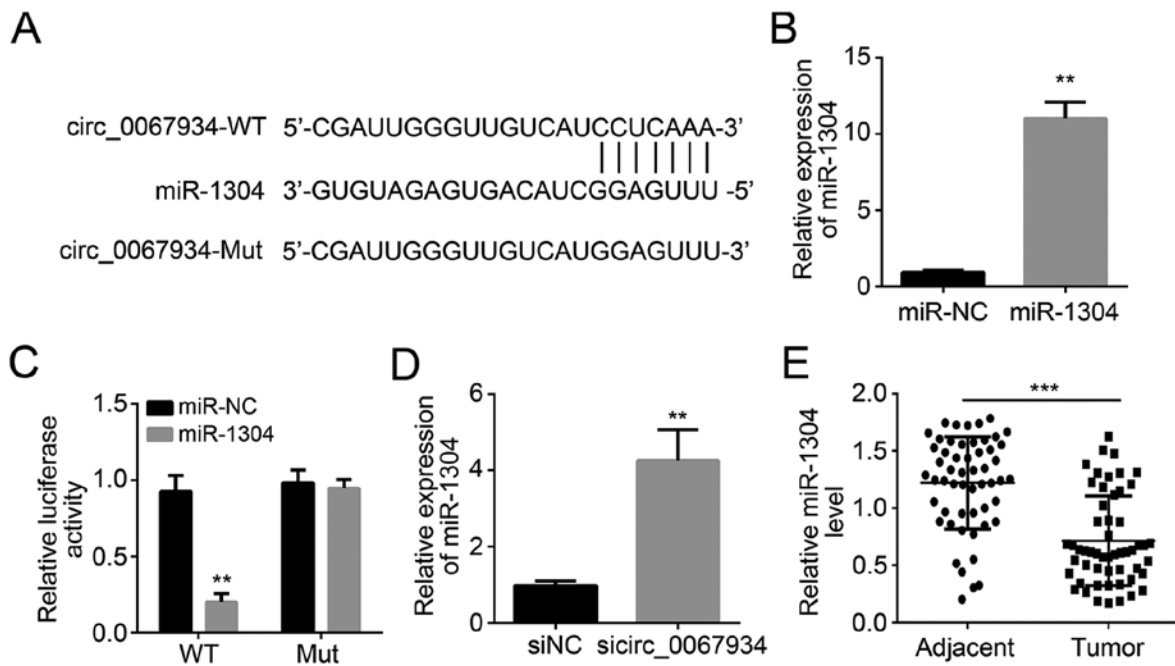 A
circ_0067934-WT 5'-CGAUUGGGUUGUCAUCCUCAAA-3'
miR-1304 3'-GUGUAGAGUGACAUCGGAGUUU -5'
circ_0067934-Mut 5'-CGAUUGGGUUGUCAUGGAGUUU-3'
B
Relative expression
of miR-1304
15
10
5
0
**
miR-NC miR-1304
C
Relative luciferase
activity
1.5
1.0
0.5
0.0
miR-NC
miR-1304
**
WT Mut
D
Relative expression
of miR-1304
6
4
2
0
**
siNC sicirc_0067934
E
Relative miR-1304
level
2.0
1.5
1.0
0.5
0.0
***
Adjacent Tumor